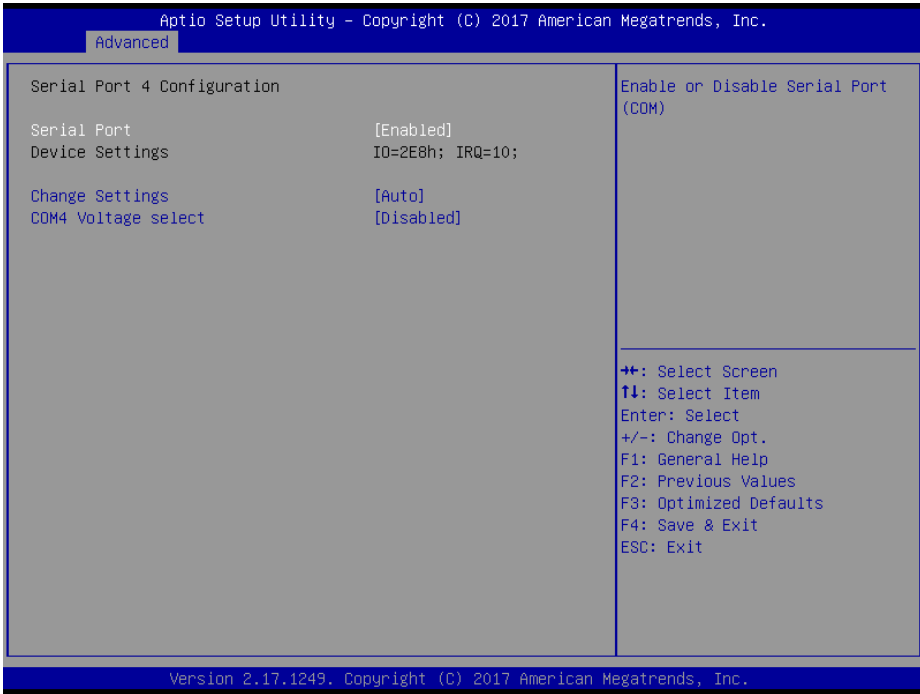 Aptio Setup Utility – Copyright (C) 2017 American Megatrends, Inc.
Advanced
Serial Port 4 Configuration
Serial Port [Enabled]
Device Settings IO=2E8h; IRQ=10;
Change Settings [Auto]
COM4 Voltage select [Disabled]
Enable or Disable Serial Port
(COM)
→←: Select Screen
↑↓: Select Item
Enter: Select
+/-: Change Opt.
F1: General Help
F2: Previous Values
F3: Optimized Defaults
F4: Save & Exit
ESC: Exit
Version 2.17.1249. Copyright (C) 2017 American Megatrends, Inc.